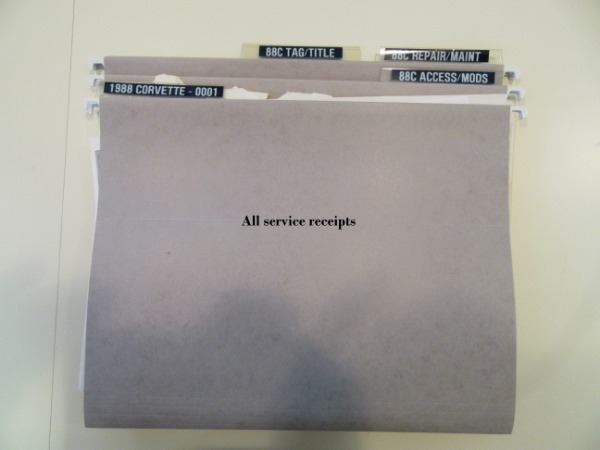 88C TAG/TITLE
88C REPAIR/MAINT
88C ACCESS/MODS
1988 CORVETTE - 0001
All service receipts